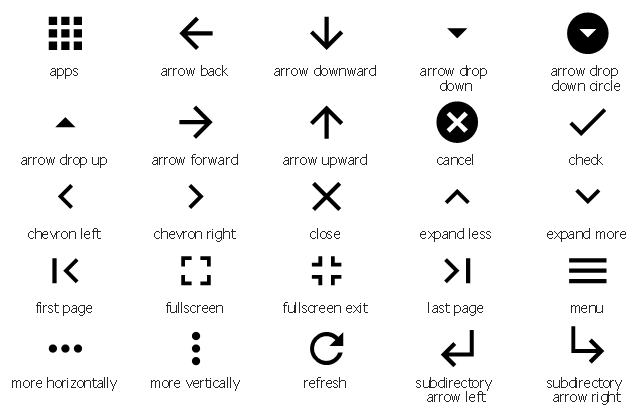 apps
arrow back
arrow downward
arrow drop
down
arrow drop
down circle
arrow drop up
arrow forward
arrow upward
cancel
check
chevron left
chevron right
close
expand less
expand more
first page
fullscreen
fullscreen exit
last page
menu
more horizontally
more vertically
refresh
subdirectory
arrow left
subdirectory
arrow right